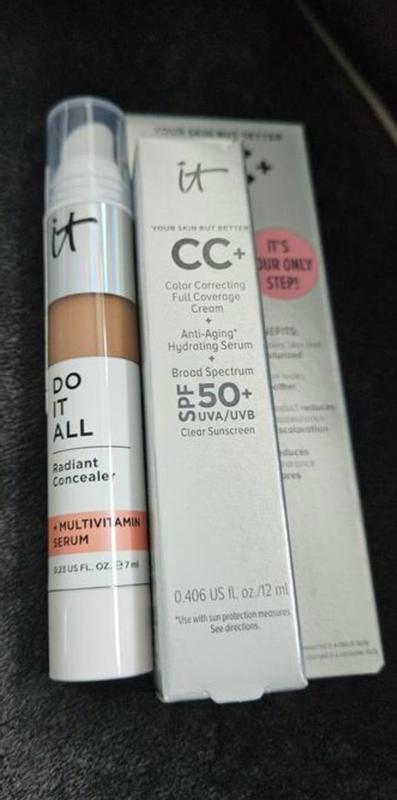 it
DO
IT
ALL
Radiant
Concealer
+ MULTIVITAMIN
SERUM
0.23 US FL. OZ. ℮ 7 ml
it
YOUR SKIN BUT BETTER
CC+
Color Correcting
Full Coverage
Cream
+
Anti-Aging*
Hydrating Serum
+
Broad Spectrum
SPF 50+
UVA/UVB
Clear Sunscreen
0.406 US fl. oz./12 ml
*Use with sun protection measures.
See directions.
YOUR SKIN BUT BETTER
IT'S
OUR ONLY
STEP!
reduces